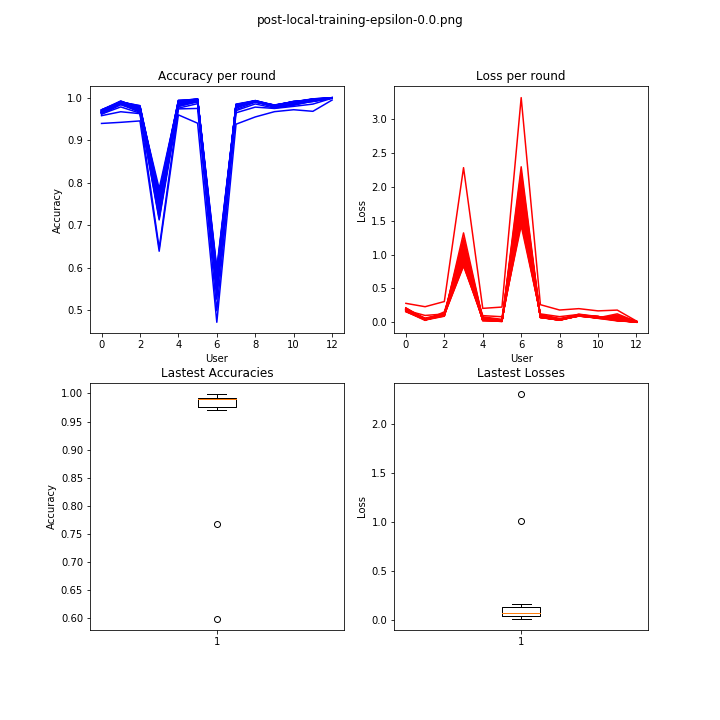 post-local-training-epsilon-0.0.png
Accuracy per round
Loss per round
Accuracy
1.0
0.9
0.8
0.7
0.6
0.5
0 2 4 6 8 10 12
User
Loss
3.0
2.5
2.0
1.5
1.0
0.5
0.0
0 2 4 6 8 10 12
User
Lastest Accuracies
Lastest Losses
Accuracy
1.00
0.95
0.90
0.85
0.80
0.75
0.70
0.65
0.60
1
Loss
2.0
1.5
1.0
0.5
0.0
1